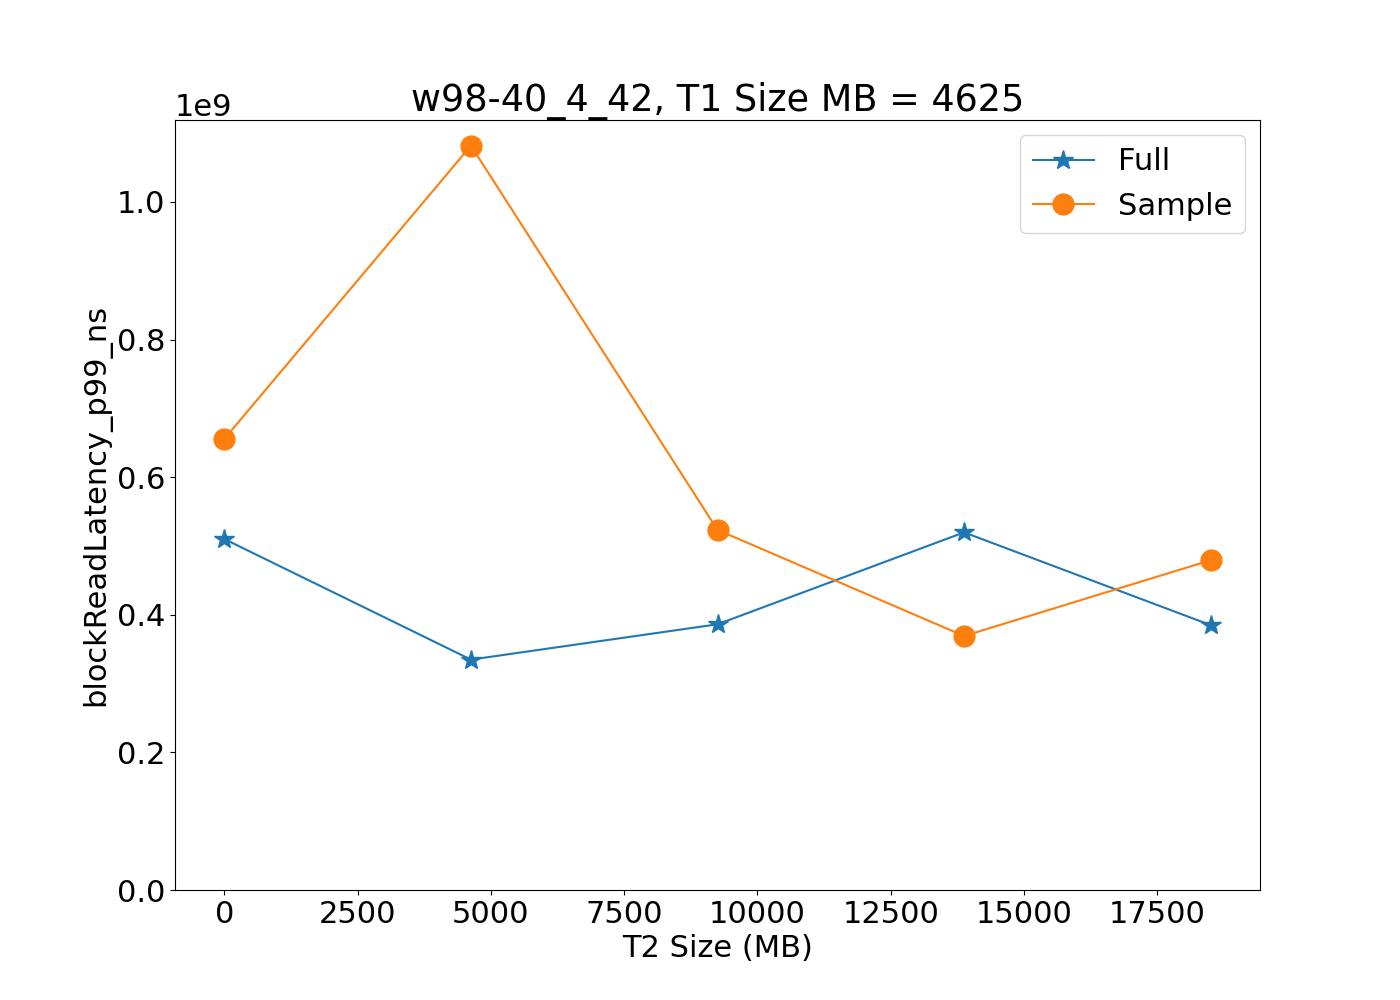 w98-40_4_42, T1 Size MB = 4625
1e9
Full
Sample
1.0
0.8
0.6
0.4
0.2
0.0
blockReadLatency_p99_ns
0 2500 5000 7500 10000 12500 15000 17500
T2 Size (MB)